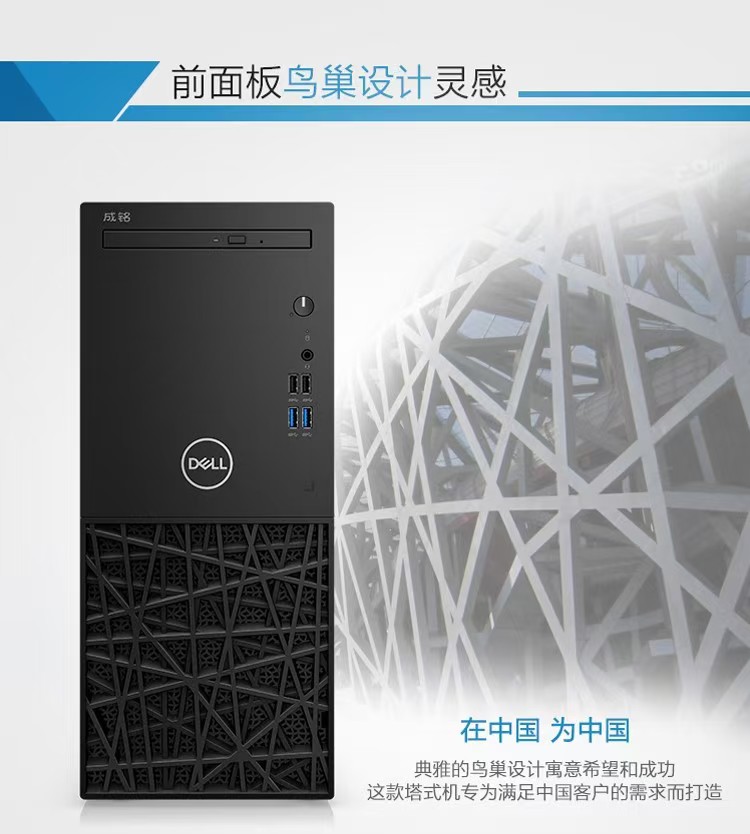 前面板鸟巢设计灵感
成铭
DELL
在中国 为中国
典雅的鸟巢设计寓意希望和成功
这款塔式机专为满足中国客户的需求而打造